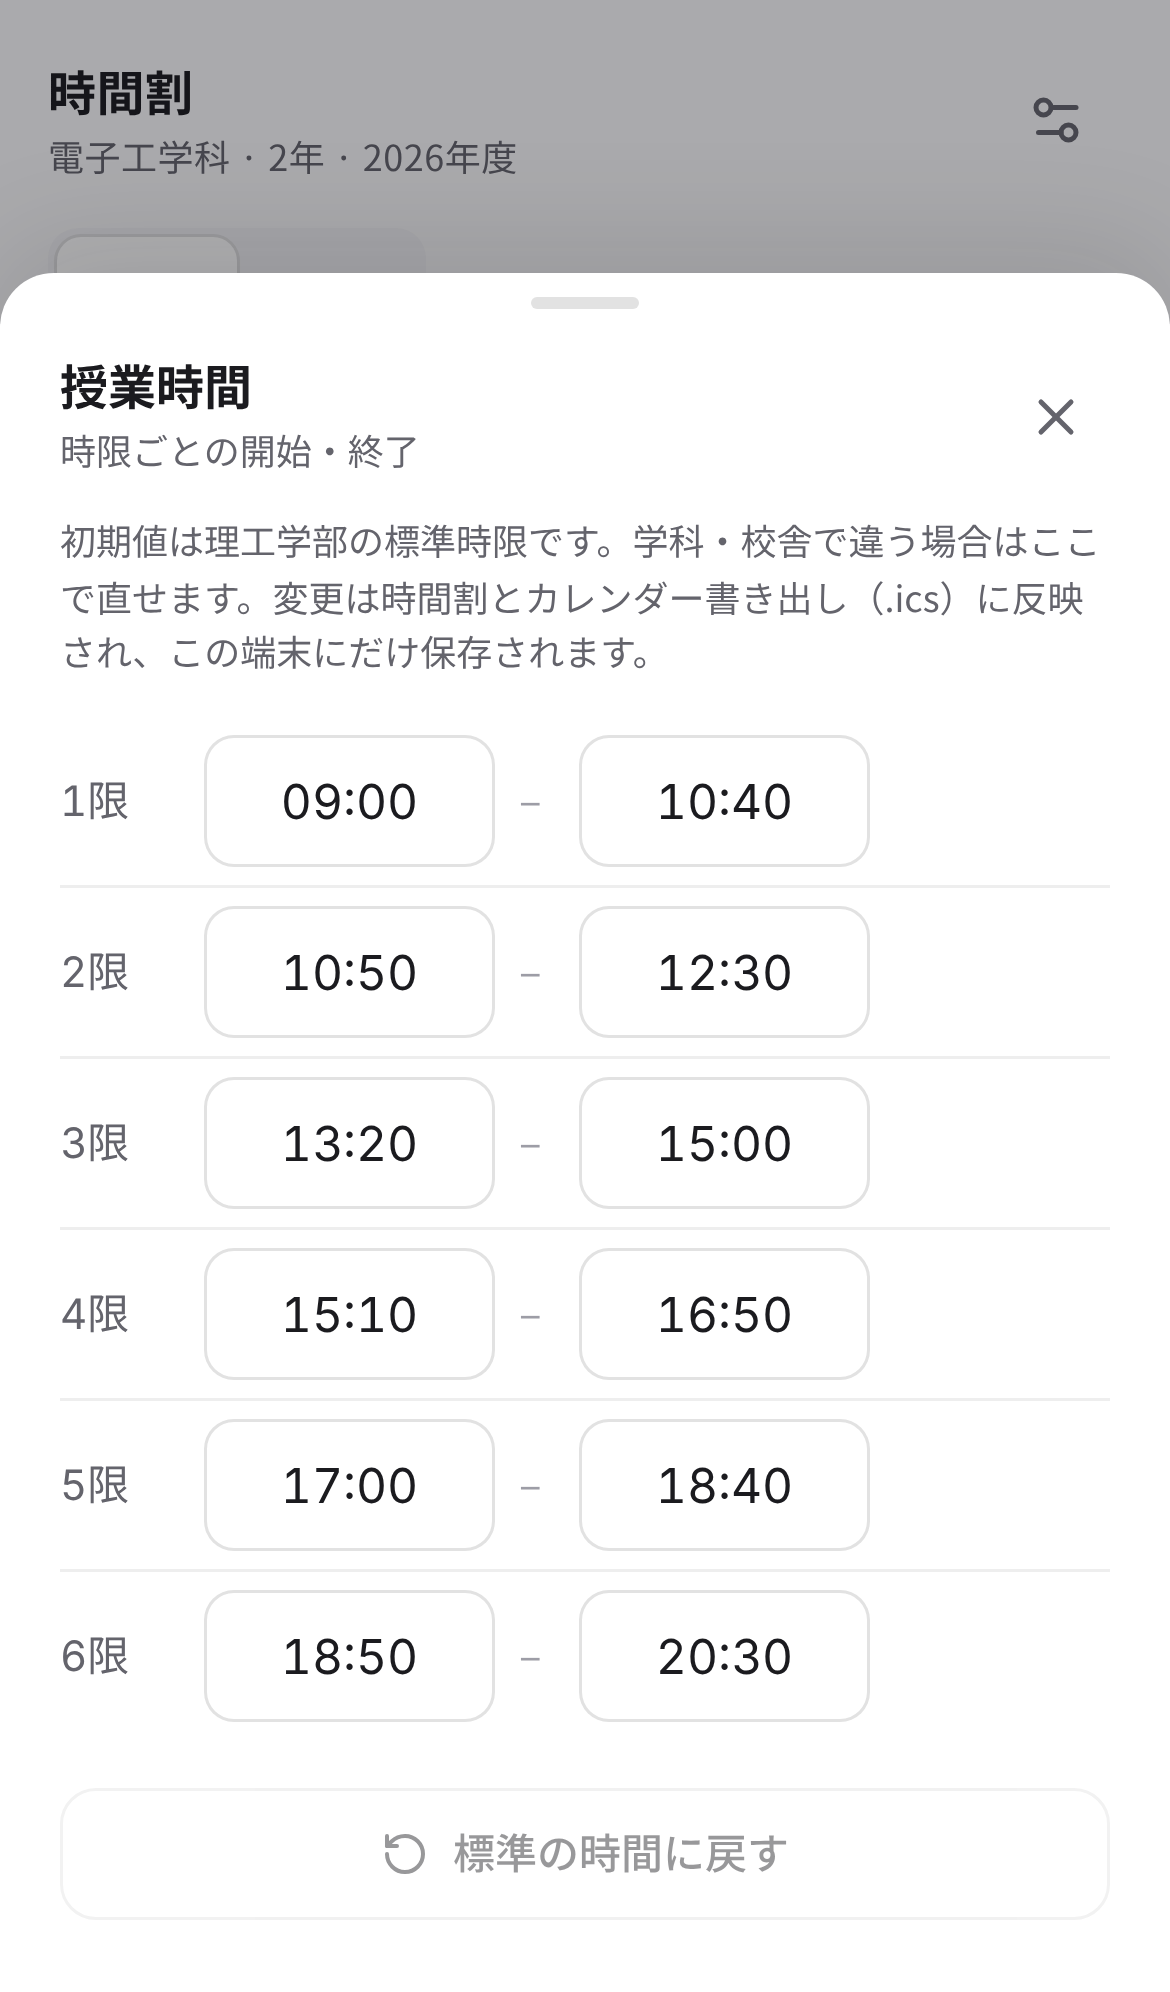 時間割
電子工学科 · 2年 · 2026年度
授業時間
時限ごとの開始・終了
初期値は理工学部の標準時限です。学科・校舎で違う場合はここ
で直せます。変更は時間割とカレンダー書き出し（.ics）に反映
され、この端末にだけ保存されます。
1限 09:00 – 10:40
2限 10:50 – 12:30
3限 13:20 – 15:00
4限 15:10 – 16:50
5限 17:00 – 18:40
6限 18:50 – 20:30
標準の時間に戻す